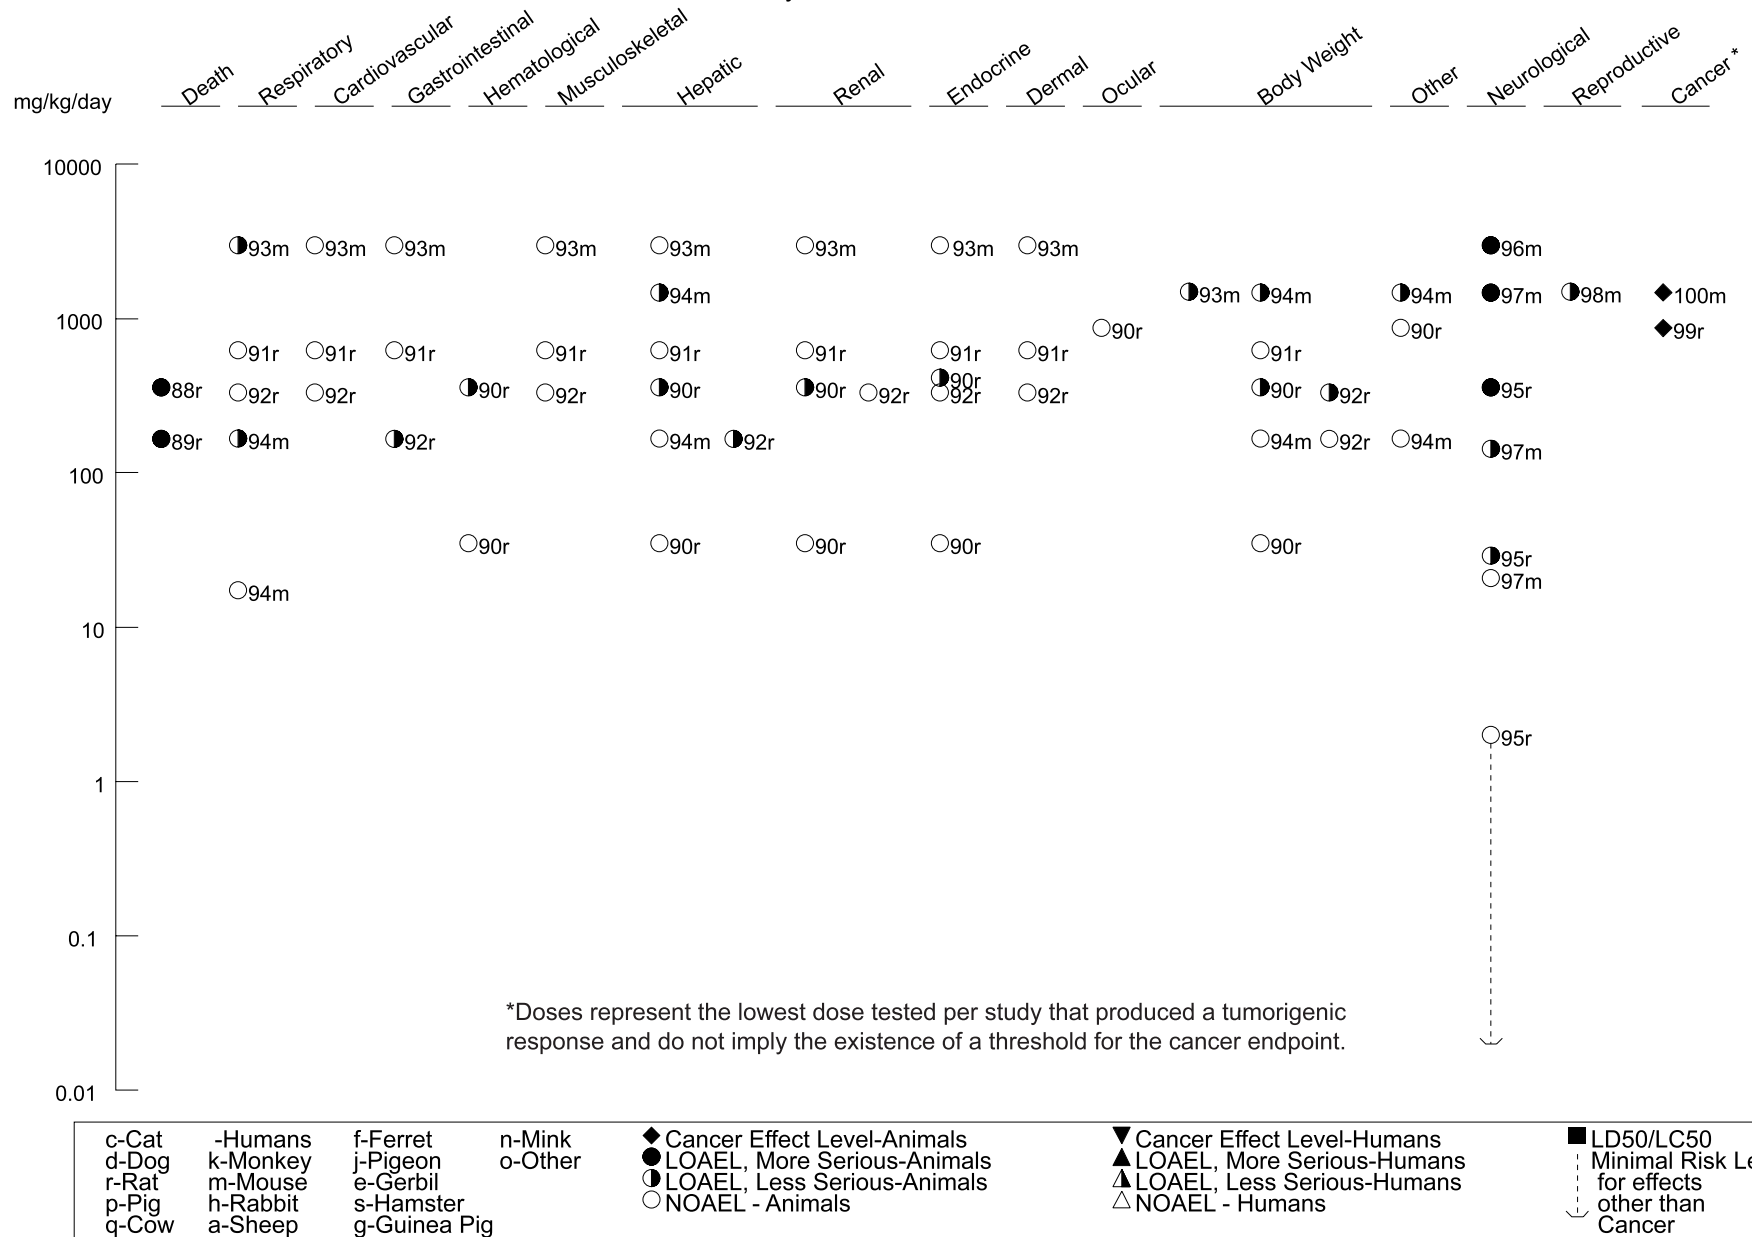 Death Respiratory Cardiovascular Gastrointestinal Hematological Musculoskeletal Hepatic Renal Endocrine Dermal Ocular Body Weight Other Neurological Reproductive Cancer *
mg/kg/day
10000
93m 93m 93m 93m 93m 93m 93m 93m 96m
94m 93m 94m 94m 97m 98m 100m
1000
90r 90r 99r
91r 91r 91r 91r 91r 91r 91r 91r 91r
90r
88r 90r 90r 90r 90r 95r
92r 92r 92r 92r 92r 92r 92r
89r 94m 92r 94m 92r 94m 92r 94m
97m
100
90r 90r 90r 90r 90r
95r
97m
94m
10
95r
1
0.1
*Doses represent the lowest dose tested per study that produced a tumorigenic
response and do not imply the existence of a threshold for the cancer endpoint.
0.01
c-Cat -Humans f-Ferret n-Mink Cancer Effect Level-Animals Cancer Effect Level-Humans LD50/LC50
d-Dog k-Monkey j-Pigeon o-Other LOAEL, More Serious-Animals LOAEL, More Serious-Humans Minimal Risk Le
r-Rat m-Mouse e-Gerbil LOAEL, Less Serious-Animals LOAEL, Less Serious-Humans for effects
p-Pig h-Rabbit s-Hamster NOAEL - Animals NOAEL - Humans other than
q-Cow a-Sheep g-Guinea Pig Cancer